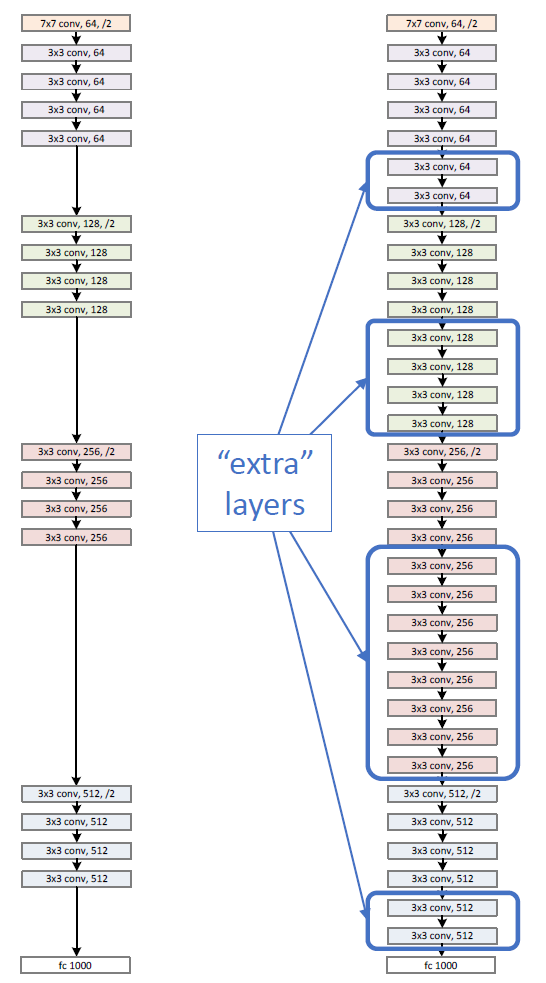 7x7 conv, 64, /2
3x3 conv, 64
3x3 conv, 64
3x3 conv, 64
3x3 conv, 64
3x3 conv, 128, /2
3x3 conv, 128
3x3 conv, 128
3x3 conv, 128
3x3 conv, 256, /2
3x3 conv, 256
3x3 conv, 256
3x3 conv, 256
3x3 conv, 512, /2
3x3 conv, 512
3x3 conv, 512
3x3 conv, 512
fc 1000
“extra”
layers
7x7 conv, 64, /2
3x3 conv, 64
3x3 conv, 64
3x3 conv, 64
3x3 conv, 64
3x3 conv, 64
3x3 conv, 64
3x3 conv, 128, /2
3x3 conv, 128
3x3 conv, 128
3x3 conv, 128
3x3 conv, 128
3x3 conv, 128
3x3 conv, 128
3x3 conv, 128
3x3 conv, 256, /2
3x3 conv, 256
3x3 conv, 256
3x3 conv, 256
3x3 conv, 256
3x3 conv, 256
3x3 conv, 256
3x3 conv, 256
3x3 conv, 256
3x3 conv, 256
3x3 conv, 256
3x3 conv, 256
3x3 conv, 512, /2
3x3 conv, 512
3x3 conv, 512
3x3 conv, 512
3x3 conv, 512
3x3 conv, 512
fc 1000